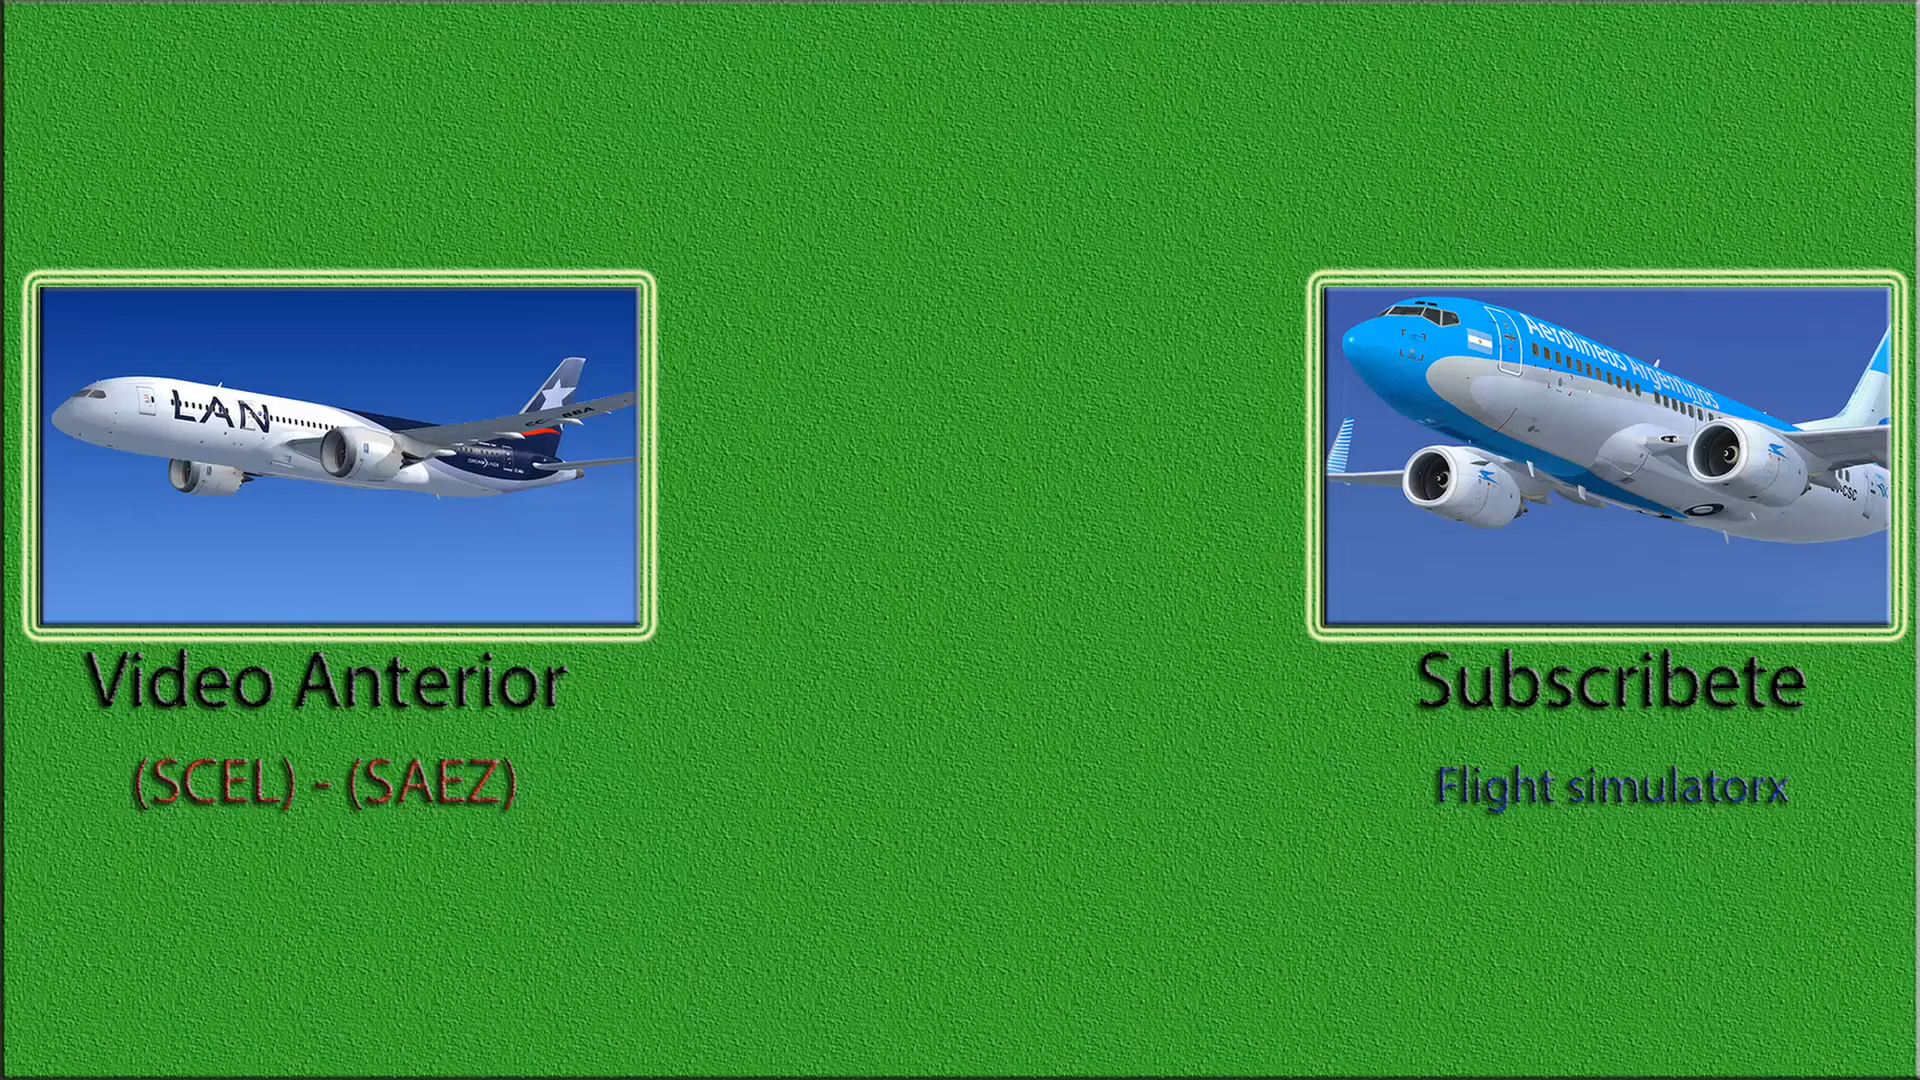 LAN
Aerolineas Argentinas
Video Anterior
Subscribete
(SCEL) - (SAEZ)
Flight simulatorx